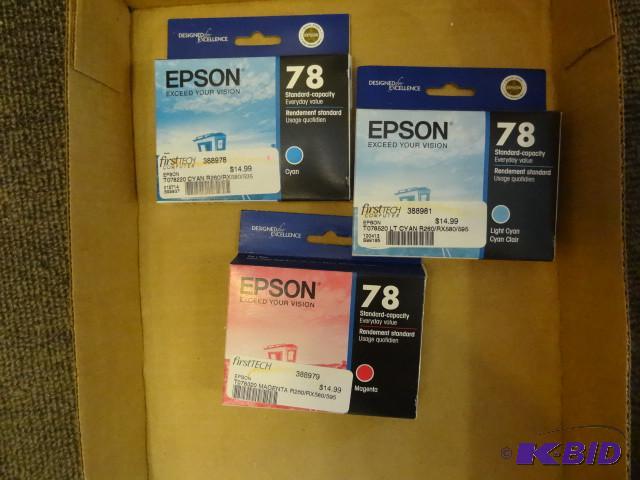 DESIGNED for EXCELLENCE
EPSON
EXCEED YOUR VISION
78
Standard-capacity
Everyday value
Rendement standard
Usage quotidien
Cyan
firstTECH
COMPUTER
388978
$14.99
EPSON
T078220 CYAN R260/RX580/595
DESIGNED for EXCELLENCE
EPSON
EXCEED YOUR VISION
78
Standard-capacity
Everyday value
Rendement standard
Usage quotidien
Light Cyan
Cyan Clair
firstTECH
COMPUTER
388981
$14.99
EPSON
T078520 LT CYAN R260/RX580/595
DESIGNED for EXCELLENCE
EPSON
EXCEED YOUR VISION
78
Standard-capacity
Everyday value
Rendement standard
Usage quotidien
Magenta
firstTECH
388979
$14.99
EPSON
T078320 MAGENTA R260/RX580/595
© K-BID